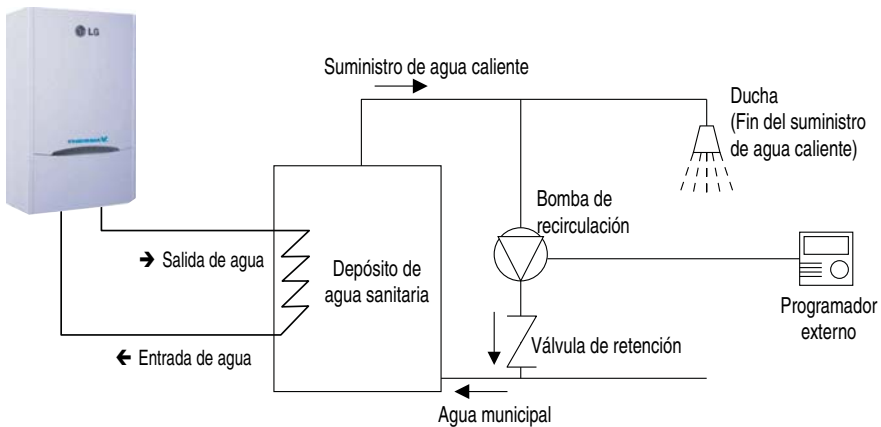 LG
THERMA V
Suministro de agua caliente
Ducha
(Fin del suministro
de agua caliente)
Bomba de
recirculación
→ Salida de agua
Depósito de
agua sanitaria
Programador
externo
Válvula de retención
← Entrada de agua
Agua municipal